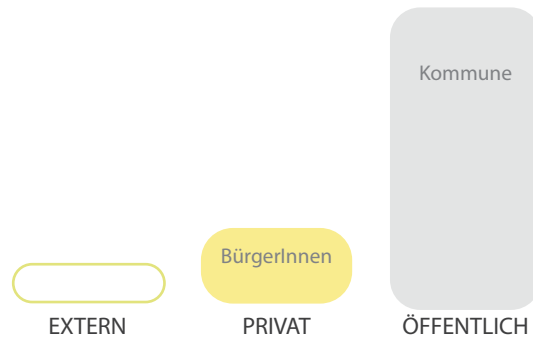 Kommune
BürgerInnen
EXTERN
PRIVAT
ÖFFENTLICH